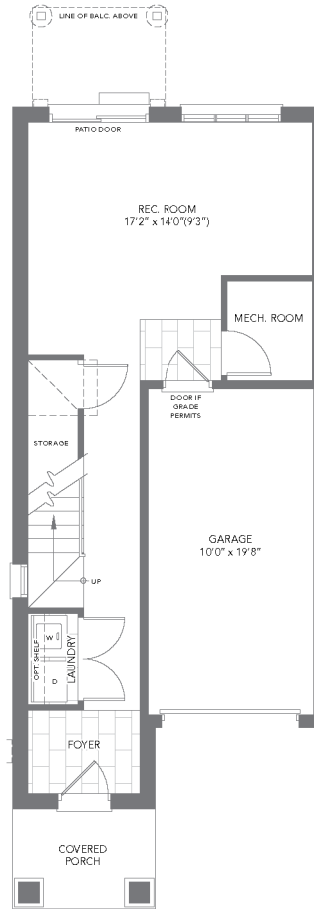 LINE OF BALC. ABOVE
PATIO DOOR
REC. ROOM
17'2" x 14'0"(9'3")
MECH. ROOM
DOOR IF
GRADE
PERMITS
STORAGE
GARAGE
10'0" x 19'8"
UP
OPT. SHELF
W
D
LAUNDRY
FOYER
COVERED
PORCH